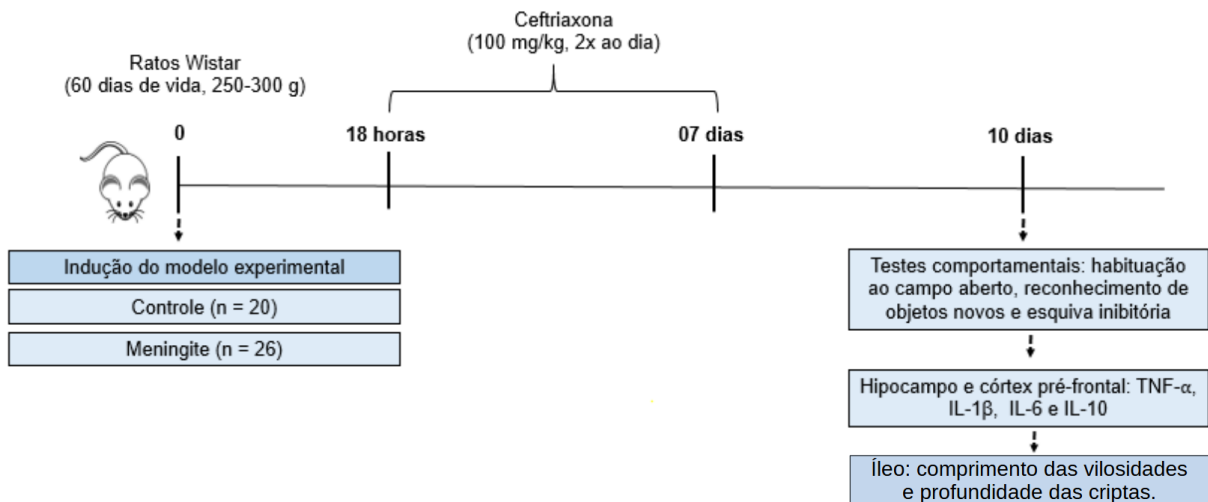 Ceftriaxona
(100 mg/kg, 2x ao dia)
Ratos Wistar
(60 dias de vida, 250-300 g)
0
18 horas
07 dias
10 dias
Indução do modelo experimental
Controle (n = 20)
Meningite (n = 26)
Testes comportamentais: habituação
ao campo aberto, reconhecimento de
objetos novos e esquiva inibitória
Hipocampo e córtex pré-frontal: TNF-α,
IL-1β, IL-6 e IL-10
Íleo: comprimento das vilosidades
e profundidade das criptas.